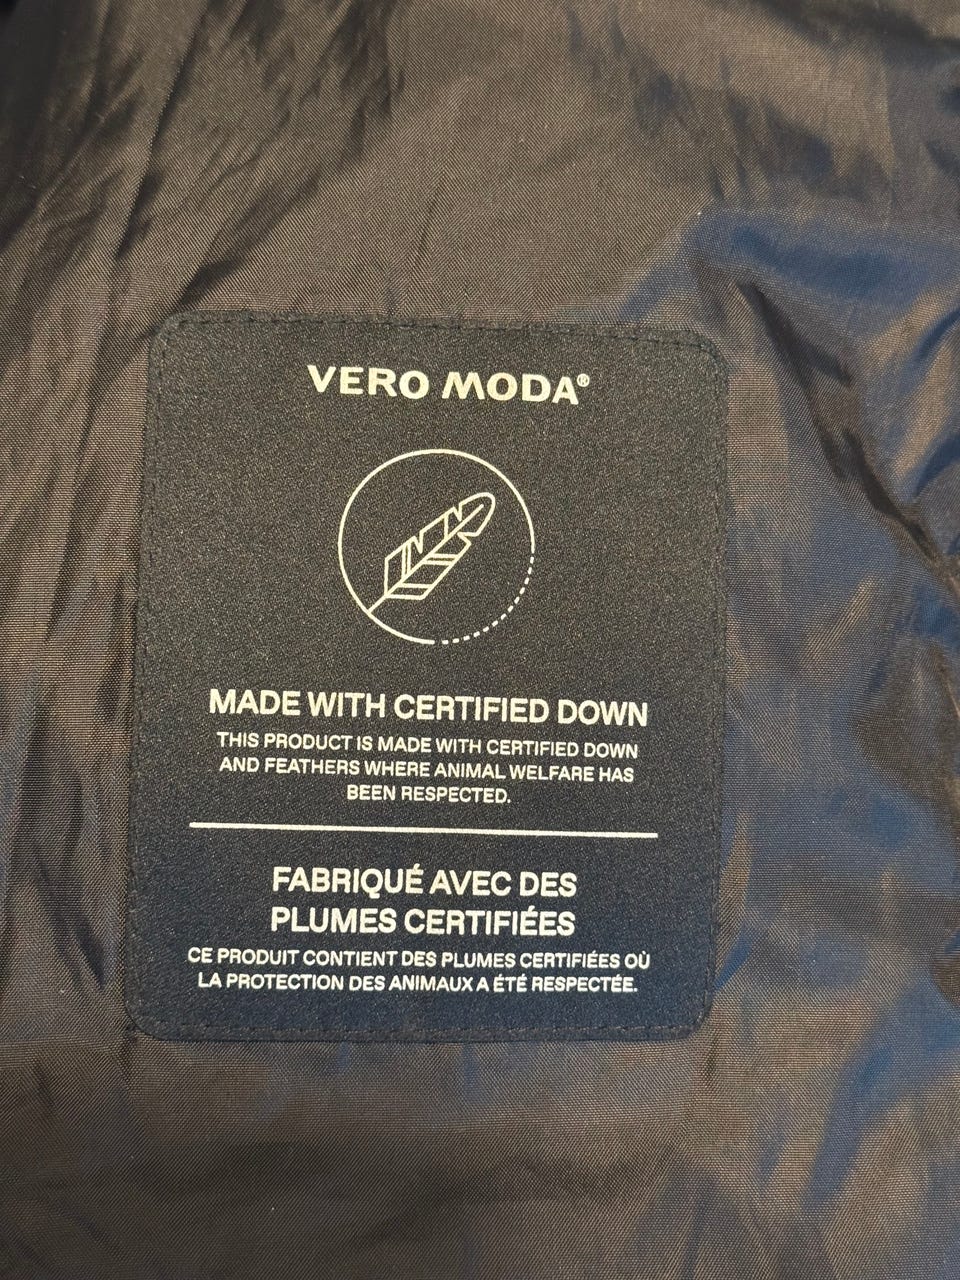 VERO MODA®
MADE WITH CERTIFIED DOWN
THIS PRODUCT IS MADE WITH CERTIFIED DOWN
AND FEATHERS WHERE ANIMAL WELFARE HAS
BEEN RESPECTED.
FABRIQUÉ AVEC DES
PLUMES CERTIFIÉES
CE PRODUIT CONTIENT DES PLUMES CERTIFIÉES OÙ
LA PROTECTION DES ANIMAUX A ÉTÉ RESPECTÉE.